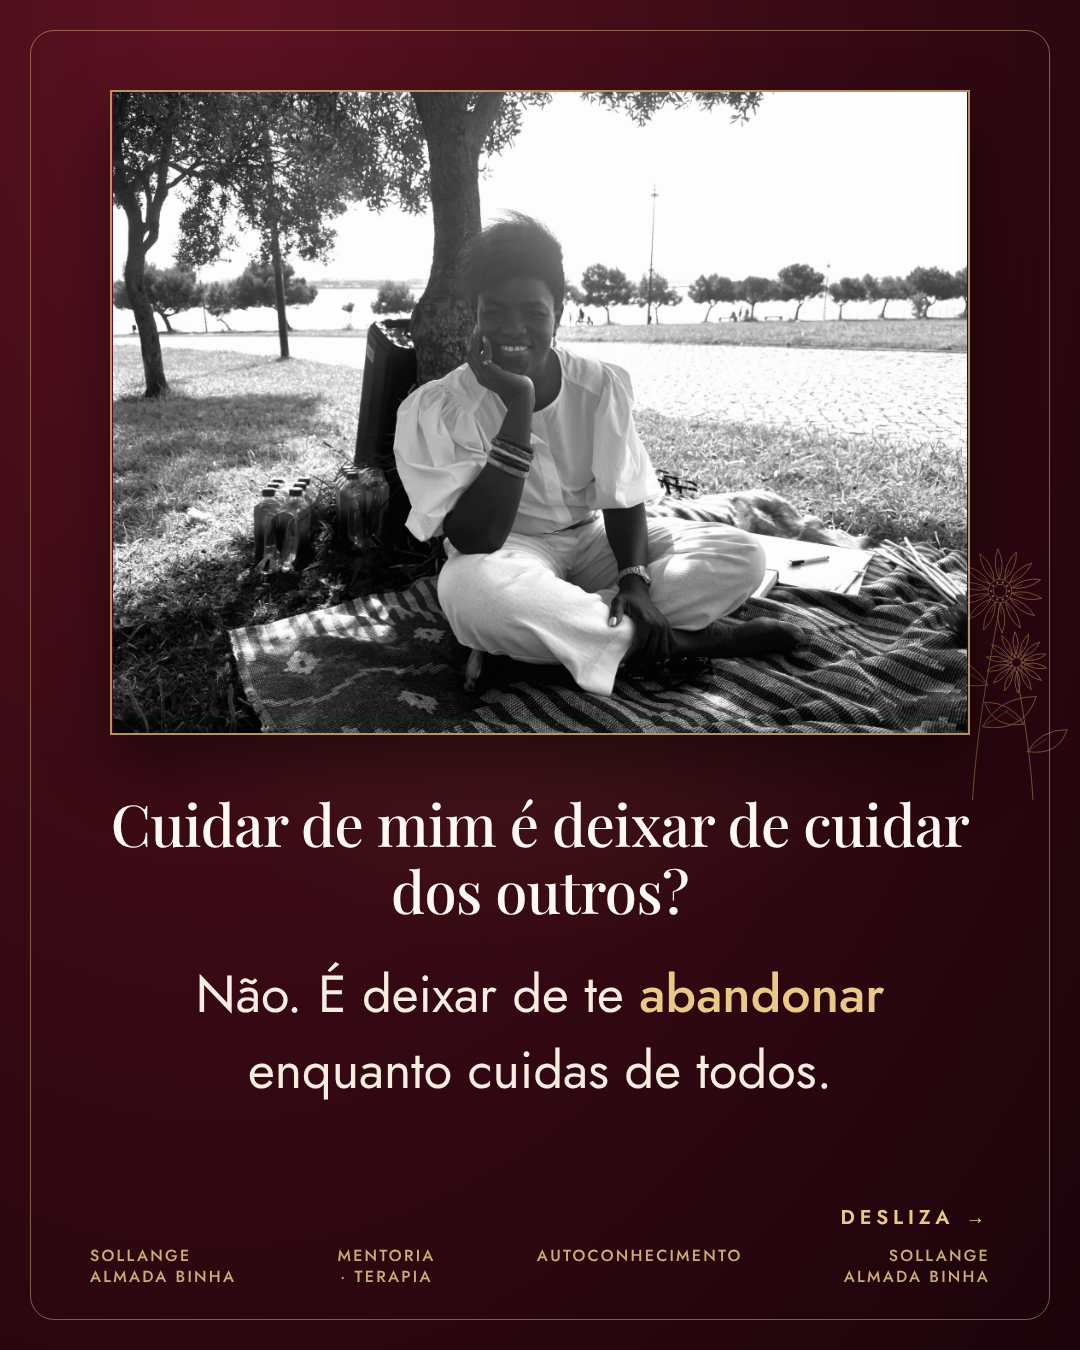 Cuidar de mim é deixar de cuidar
dos outros?
Não. É deixar de te abandonar
enquanto cuidas de todos.
DESLIZA →
SOLLANGE
ALMADA BINHA
MENTORIA
· TERAPIA
AUTOCONHECIMENTO
SOLLANGE
ALMADA BINHA